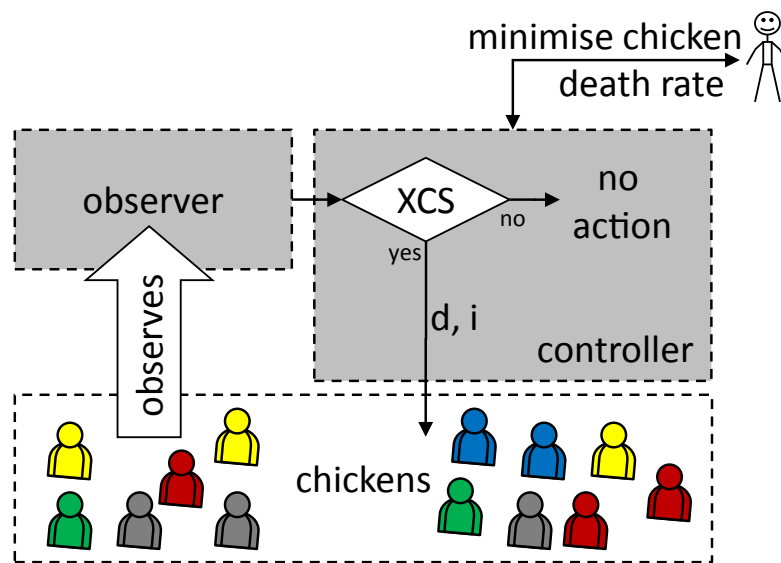 minimise chicken
death rate
observer
XCS
no
no
action
yes
d, i
controller
observes
chickens